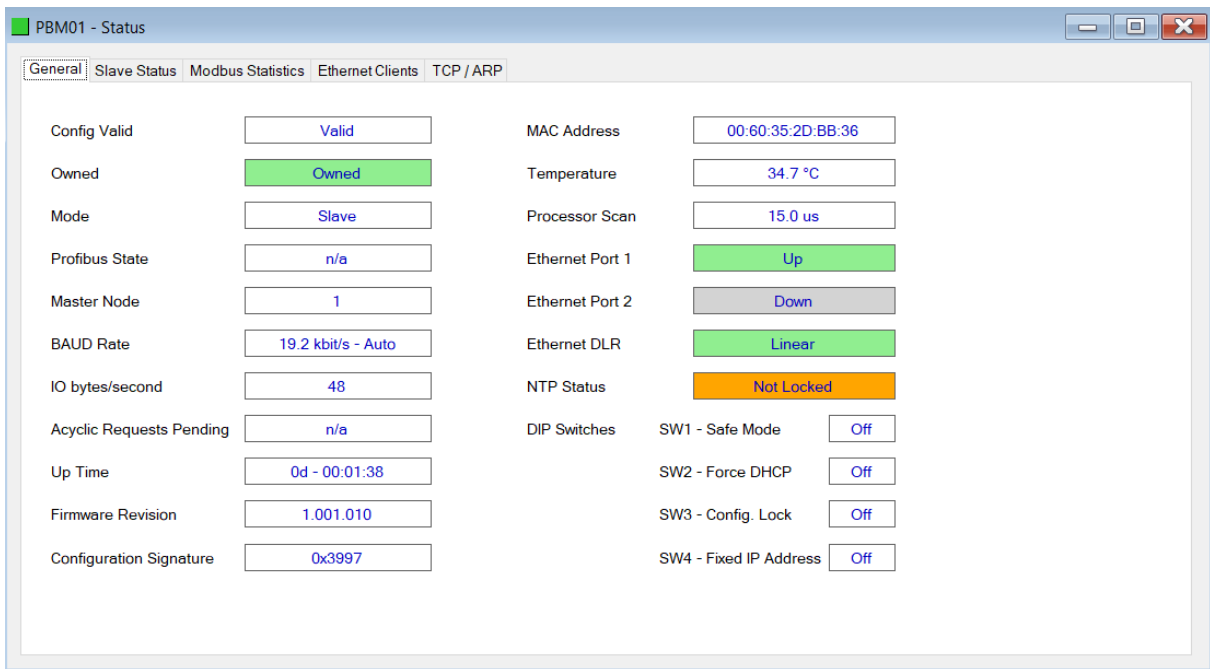 PBM01 - Status
General Slave Status Modbus Statistics Ethernet Clients TCP / ARP
Config Valid Valid
Owned Owned
Mode Slave
Profibus State n/a
Master Node 1
BAUD Rate 19.2 kbit/s - Auto
IO bytes/second 48
Acyclic Requests Pending n/a
Up Time 0d - 00:01:38
Firmware Revision 1.001.010
Configuration Signature 0x3997
MAC Address 00:60:35:2D:BB:36
Temperature 34.7 °C
Processor Scan 15.0 us
Ethernet Port 1 Up
Ethernet Port 2 Down
Ethernet DLR Linear
NTP Status Not Locked
DIP Switches SW1 - Safe Mode Off
SW2 - Force DHCP Off
SW3 - Config. Lock Off
SW4 - Fixed IP Address Off